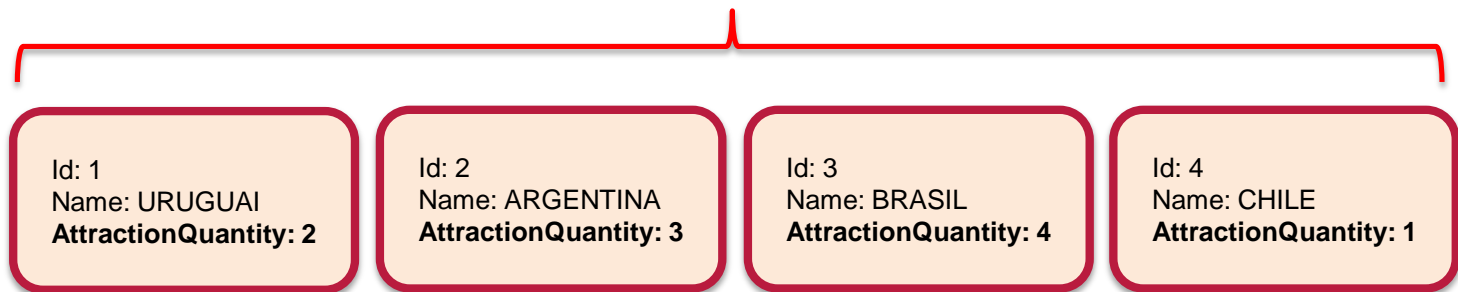 Id: 1
Name: URUGUAI
AttractionQuantity: 2
Id: 2
Name: ARGENTINA
AttractionQuantity: 3
Id: 3
Name: BRASIL
AttractionQuantity: 4
Id: 4
Name: CHILE
AttractionQuantity: 1